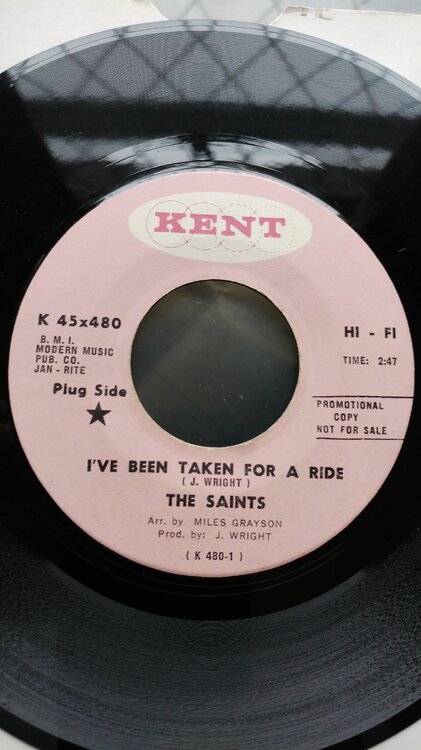 KENT
K 45x480
B. M. I.
MODERN MUSIC
PUB. CO.
JAN - RITE
Plug Side
HI - FI
TIME: 2:47
PROMOTIONAL
COPY
NOT FOR SALE
I'VE BEEN TAKEN FOR A RIDE
( J. WRIGHT )
THE SAINTS
Arr. by MILES GRAYSON
Prod. by: J. WRIGHT
( K 480-1 )